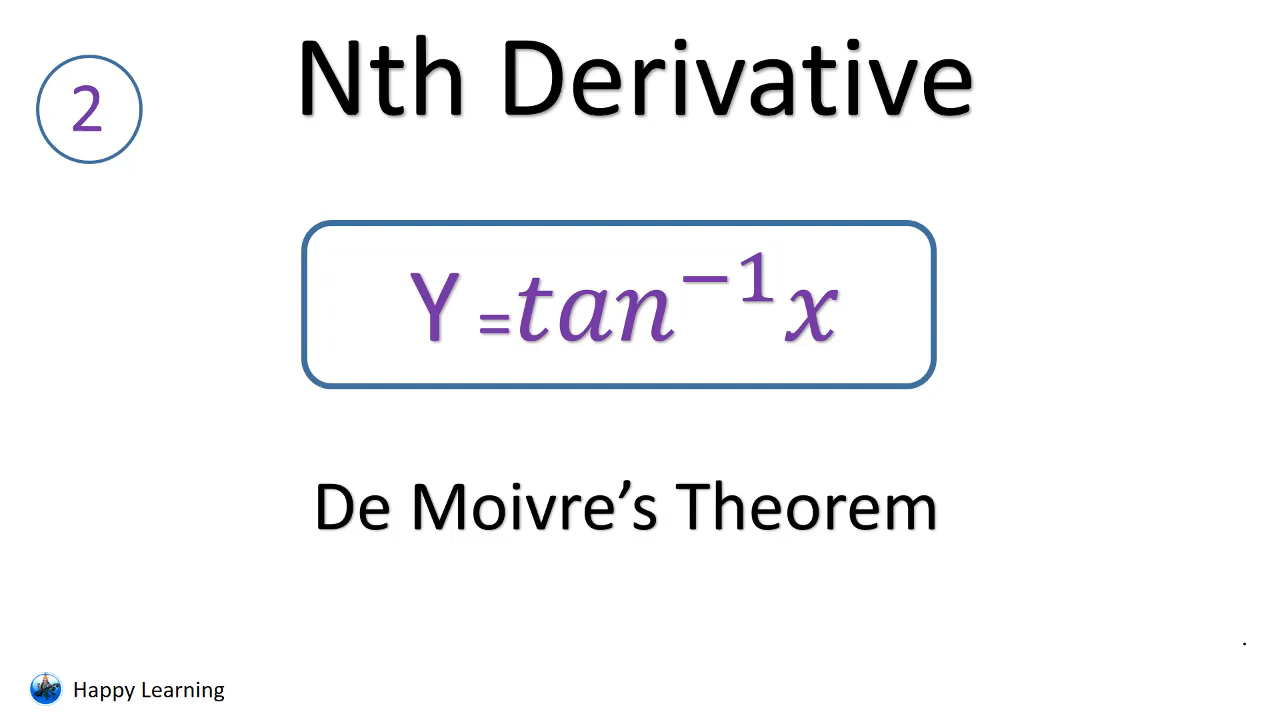 Nth Derivative
2
Y =tan⁻¹x
De Moivre’s Theorem
.
Happy Learning